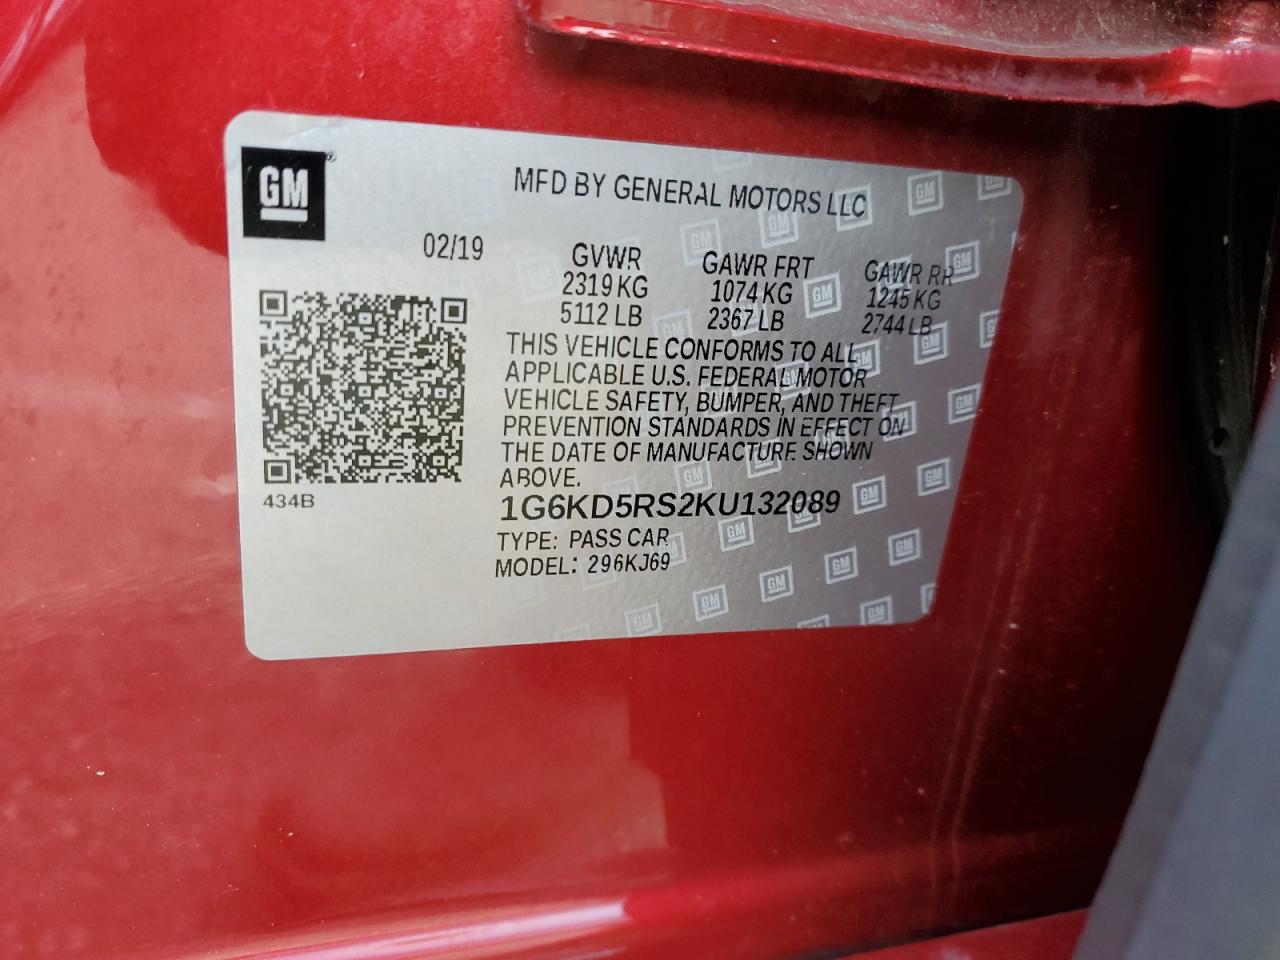 GM
MFD BY GENERAL MOTORS LLC
02/19
GVWR GAWR FRT GAWR RR
2319 KG 1074 KG 1245 KG
5112 LB 2367 LB 2744 LB
THIS VEHICLE CONFORMS TO ALL
APPLICABLE U.S. FEDERAL MOTOR
VEHICLE SAFETY, BUMPER, AND THEFT
PREVENTION STANDARDS IN EFFECT ON
THE DATE OF MANUFACTURE SHOWN
ABOVE.
434B
1G6KD5RS2KU132089
TYPE: PASS CAR
MODEL: 296KJ69